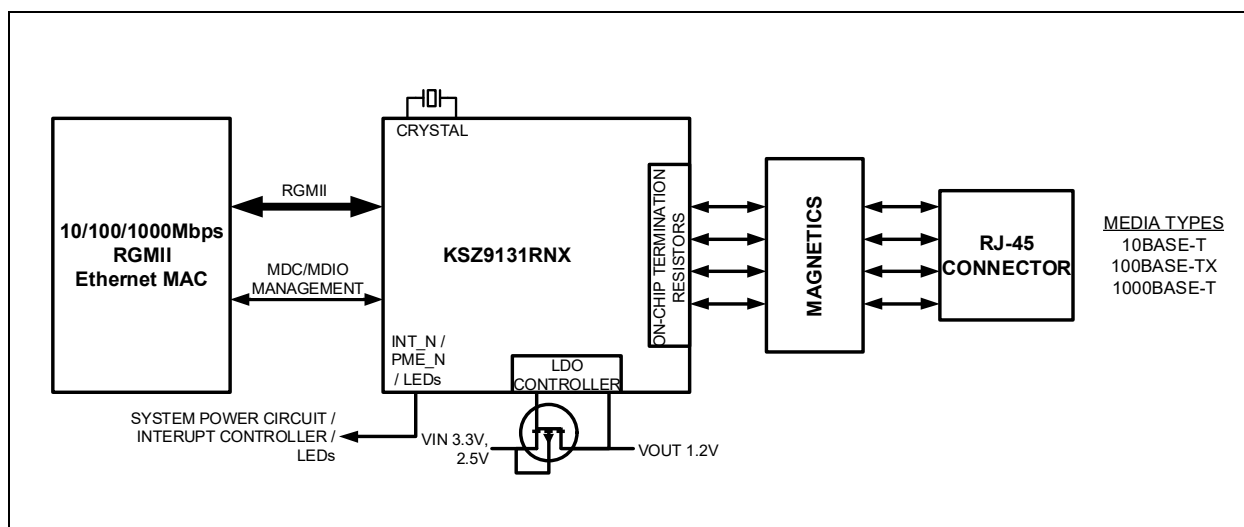 CRYSTAL
10/100/1000Mbps
RGMII
Ethernet MAC
RGMII
MDC/MDIO
MANAGEMENT
KSZ9131RNX
ON-CHIP TERMINATION
RESISTORS
MAGNETICS
RJ-45
CONNECTOR
MEDIA TYPES
10BASE-T
100BASE-TX
1000BASE-T
INT_N /
PME_N
/ LEDs
LDO
CONTROLLER
SYSTEM POWER CIRCUIT /
INTERUPT CONTROLLER /
LEDs
VIN 3.3V,
2.5V
VOUT 1.2V